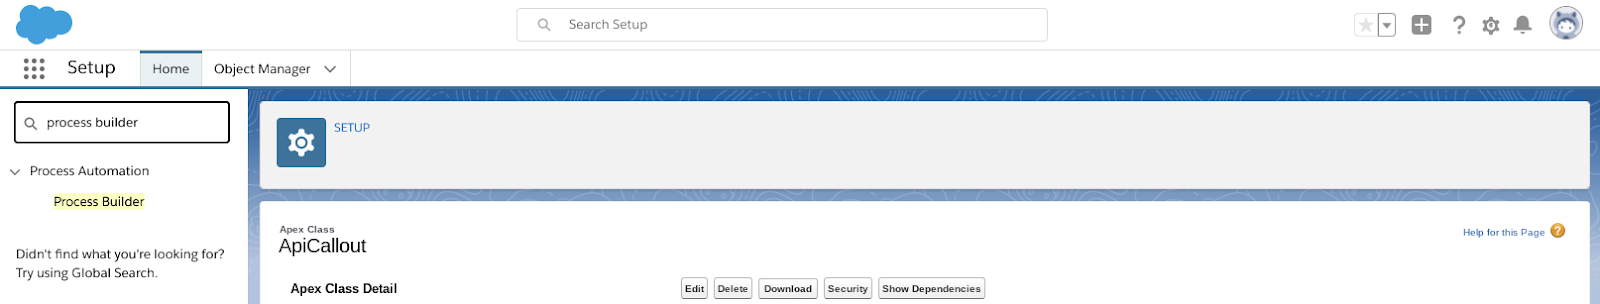 Search Setup
Setup
Home
Object Manager
process builder
Process Automation
Process Builder
Didn't find what you're looking for?
Try using Global Search.
SETUP
Apex Class
ApiCallout
Help for this Page ?
Apex Class Detail
Edit
Delete
Download
Security
Show Dependencies